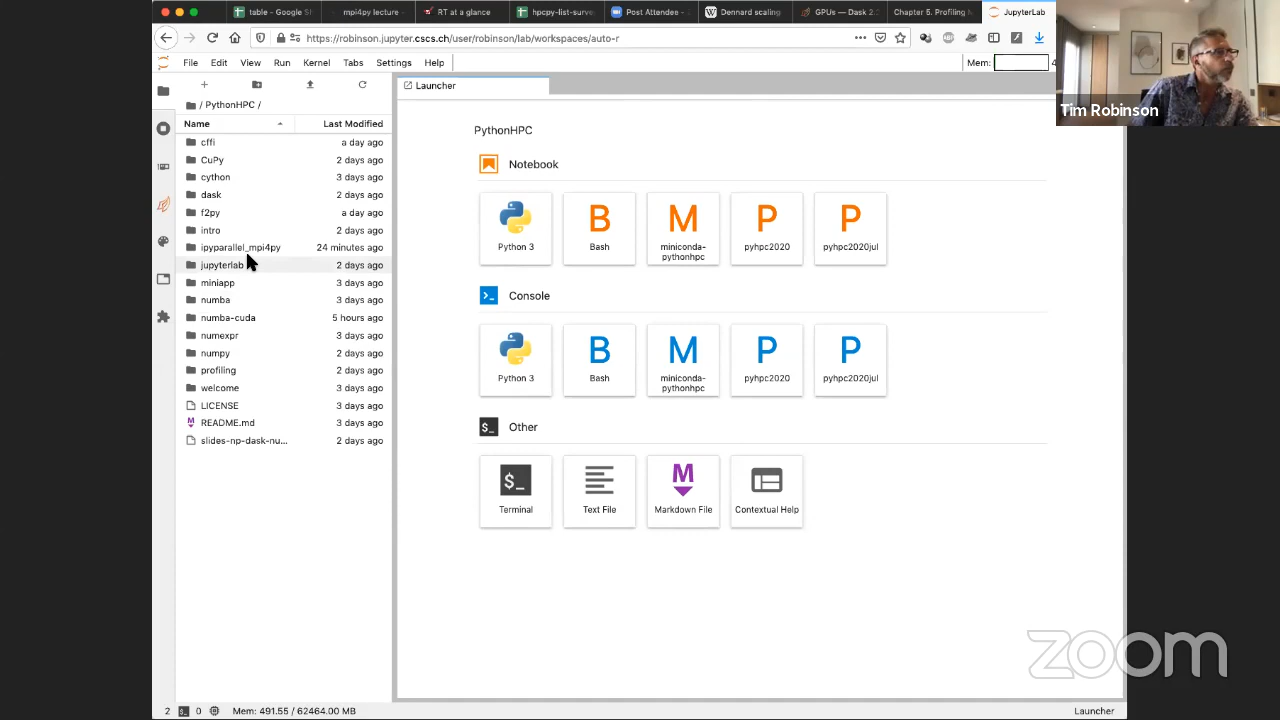 table - Google Sh
mpi4py lecture -
RT at a glance
hpcpy-list-surve
Post Attendee -
Dennard scaling
GPUs — Dask 2.
Chapter 5. Profiling
JupyterLab
https://robinson.jupyter.cscs.ch/user/robinson/lab/workspaces/auto-r
File Edit View Run Kernel Tabs Settings Help
Mem:
Tim Robinson
Launcher
/ PythonHPC /
Name Last Modified
cffi a day ago
CuPy 2 days ago
cython 3 days ago
dask 2 days ago
f2py a day ago
intro 2 days ago
ipyparallel_mpi4py 24 minutes ago
jupyterlab 2 days ago
miniapp 3 days ago
numba 3 days ago
numba-cuda 5 hours ago
numexpr 3 days ago
numpy 2 days ago
profiling 2 days ago
welcome 3 days ago
LICENSE 3 days ago
README.md 3 days ago
slides-np-dask-nu... 2 days ago
PythonHPC
Notebook
Python 3
B
Bash
M
miniconda-
pythonhpc
P
pyhpc2020
P
pyhpc2020jul
Console
Python 3
B
Bash
M
miniconda-
pythonhpc
P
pyhpc2020
P
pyhpc2020jul
$_ Other
$_
Terminal
Text File
M
Markdown File
Contextual Help
zoom
2 $_ 0 Mem: 491.55 / 62464.00 MB
Launcher